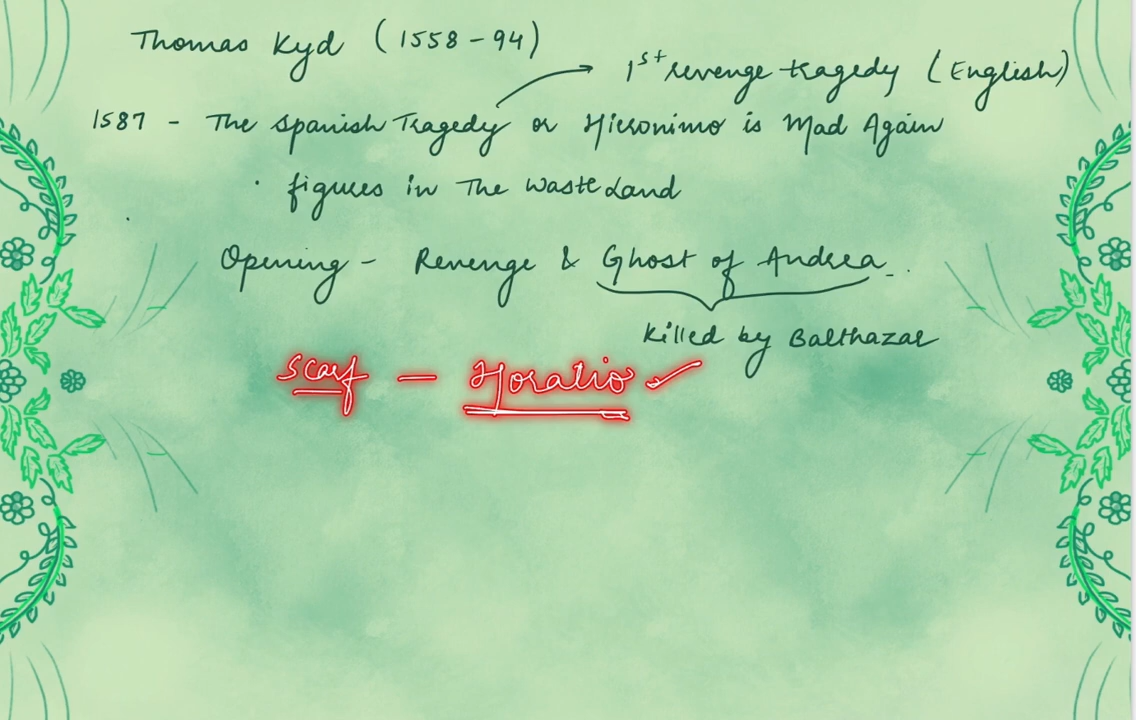 Thomas Kyd (1558-94)
1st revenge tragedy (English)
1587 - The Spanish Tragedy or Hieronimo is Mad Again
· figures in The Waste Land
Opening - Revenge & Ghost of Andrea
Killed by Balthazar
Scarf - Horatio ✓